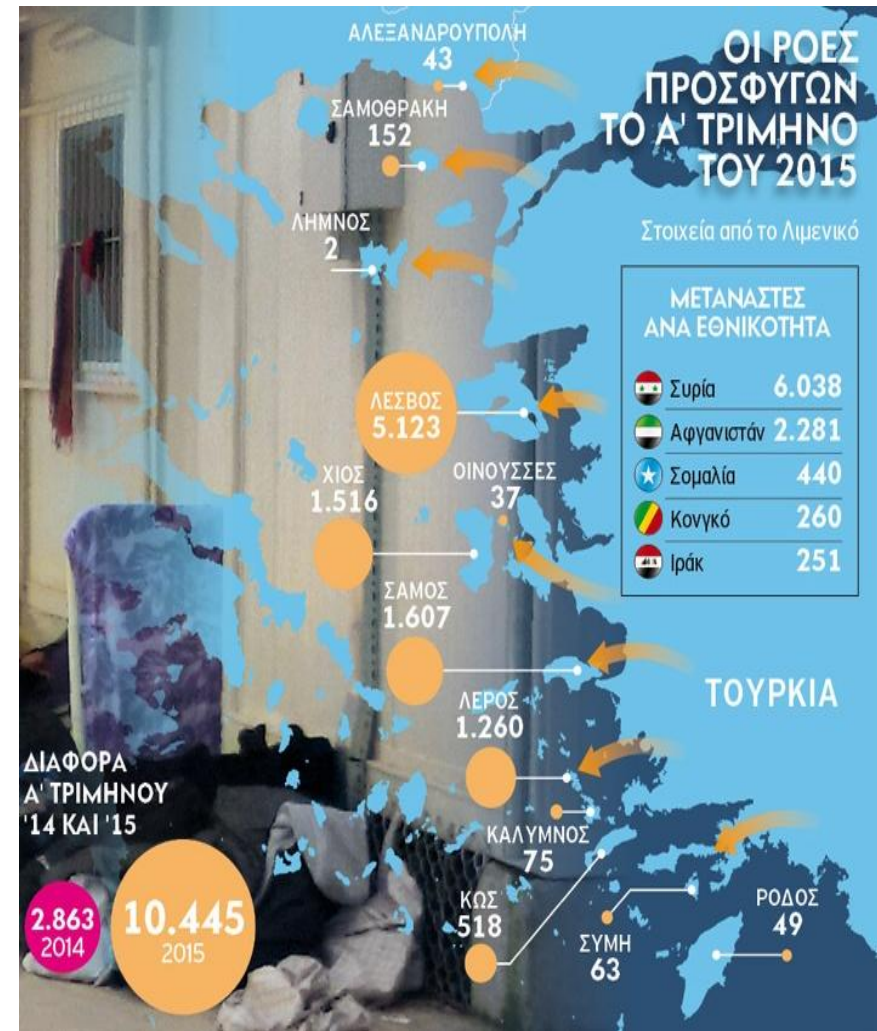 ΟΙ ΡΟΕΣ
ΠΡΟΣΦΥΓΩΝ
ΤΟ Α' ΤΡΙΜΗΝΟ
ΤΟΥ 2015
Στοιχεία από το Λιμενικό
ΜΕΤΑΝΑΣΤΕΣ
ΑΝΑ ΕΘΝΙΚΟΤΗΤΑ
Συρία 6.038
Αφγανιστάν 2.281
Σομαλία 440
Κονγκό 260
Ιράκ 251
ΑΛΕΞΑΝΔΡΟΥΠΟΛΗ
43
ΣΑΜΟΘΡΑΚΗ
152
ΛΗΜΝΟΣ
2
ΛΕΣΒΟΣ
5.123
ΧΙΟΣ
1.516
ΟΙΝΟΥΣΣΕΣ
37
ΣΑΜΟΣ
1.607
ΤΟΥΡΚΙΑ
ΛΕΡΟΣ
1.260
ΚΑΛΥΜΝΟΣ
75
ΚΩΣ
518
ΣΥΜΗ
63
ΡΟΔΟΣ
49
ΔΙΑΦΟΡΑ
Α' ΤΡΙΜΗΝΟΥ
'14 ΚΑΙ '15
2.863
2014
10.445
2015